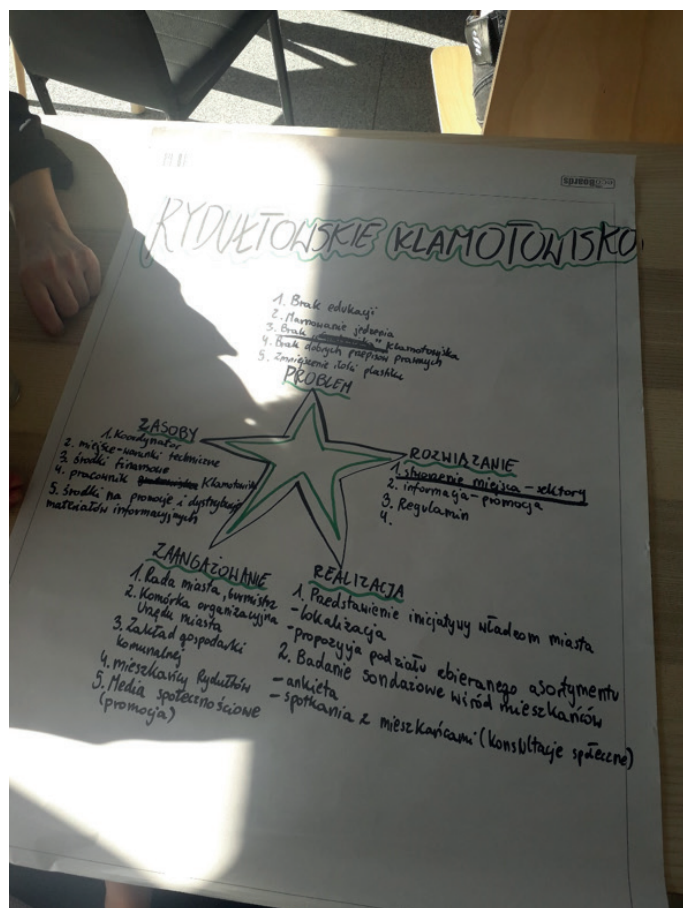 RYDUŁTOWSKIE KLAMOTOWISKO
1. Brak edukacji
2. Marnowanie jedzenia
3. Brak Klamotowiska
4. Brak dobrych przepisów prawnych
5. Zmniejszenie ilości plastiku
PROBLEM
ZASOBY
1. Koordynator
2. miejsce-warunki techniczne
3. środki finansowe
4. pracownik Klamotowiska
5. środki na promocje i dystrybucję
materiałów informacyjnych
ROZWIĄZANIE
1. stworzenie miejsca - sektory
2. informacja - promocja
3. Regulamin
4.
ZAANGAŻOWANIE
1. Rada miasta, burmistrz
2. Komórka organizacyjna
Urzędu miasta
3. Zakład gospodarki
komunalnej
4. mieszkańcy Rydułtów
5. Media społecznościowe
(promocja)
REALIZACJA
1. Przedstawienie inicjatywy władzom miasta
- lokalizacja
- propozycja podziału zbieranego asortymentu
2. Badanie sondażowe wśród mieszkańców
- ankieta
- spotkania z mieszkańcami (konsultacje społeczne)